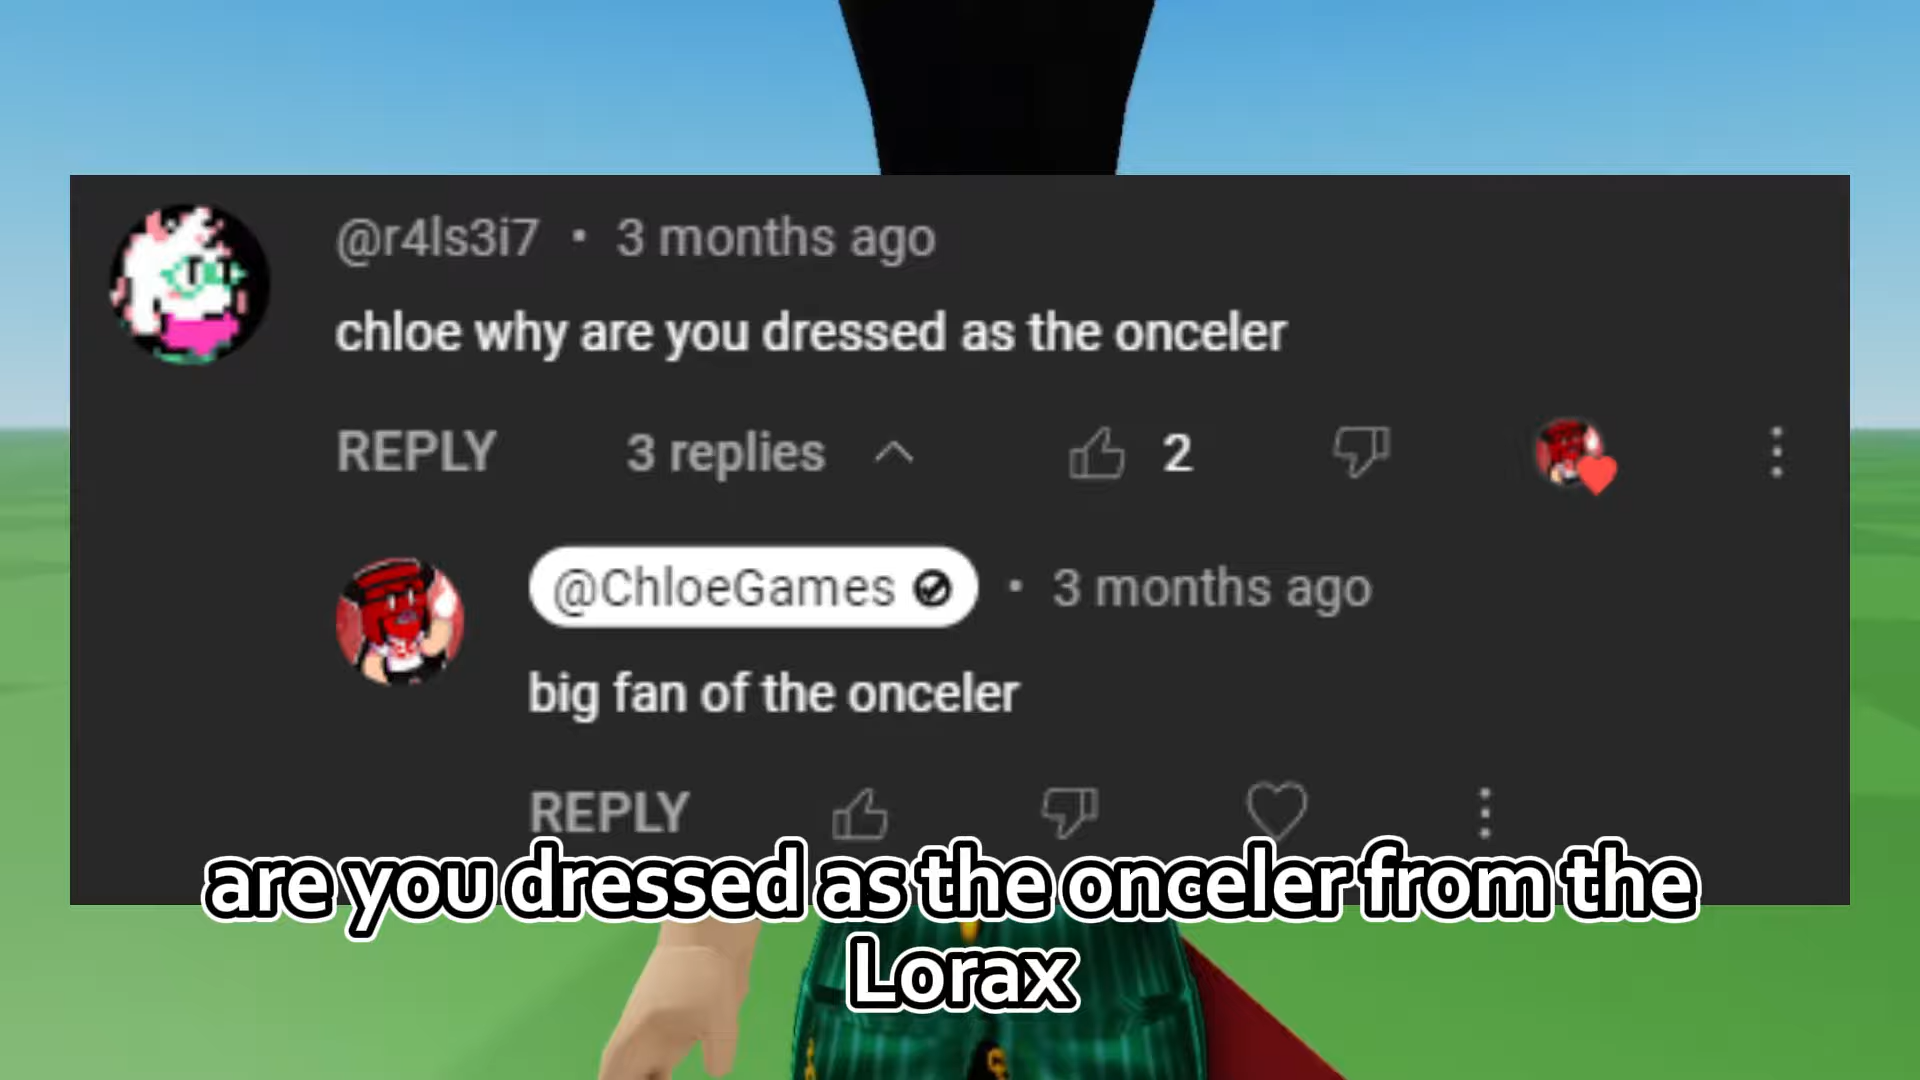 @r4ls3i7 • 3 months ago
chloe why are you dressed as the onceler
REPLY 3 replies 2
@ChloeGames • 3 months ago
big fan of the onceler
REPLY
are you dressed as the onceler from the
Lorax